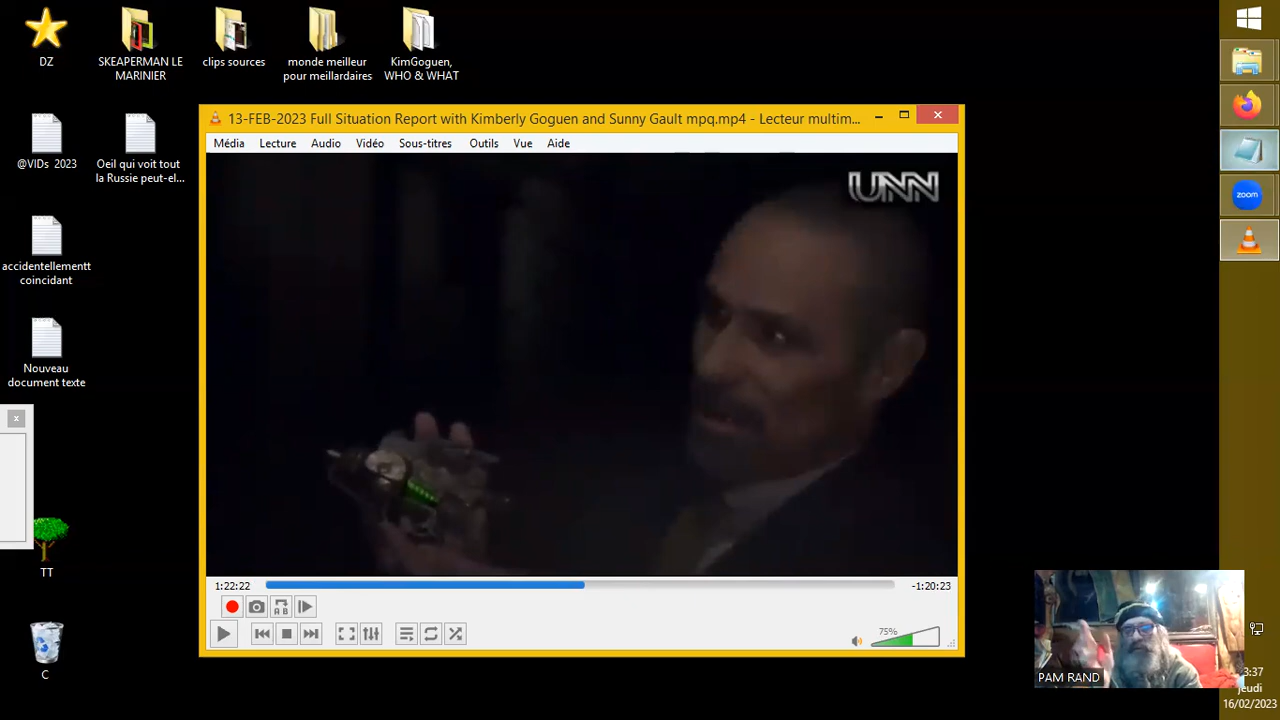 DZ
SKEAPERMAN LE
MARINIER
clips sources
monde meilleur
pour meillardaires
KimGoguen,
WHO & WHAT
@VIDs 2023
Oeil qui voit tout
la Russie peut-el...
accidentellementt
coincidant
Nouveau
document texte
x
TT
C
13-FEB-2023 Full Situation Report with Kimberly Goguen and Sunny Gault mpq.mp4 - Lecteur multim...
Média Lecture Audio Vidéo Sous-titres Outils Vue Aide
UNN
1:22:22
-1:20:23
A B
75%
zoom
PAM RAND
3:37
jeudi
16/02/2023